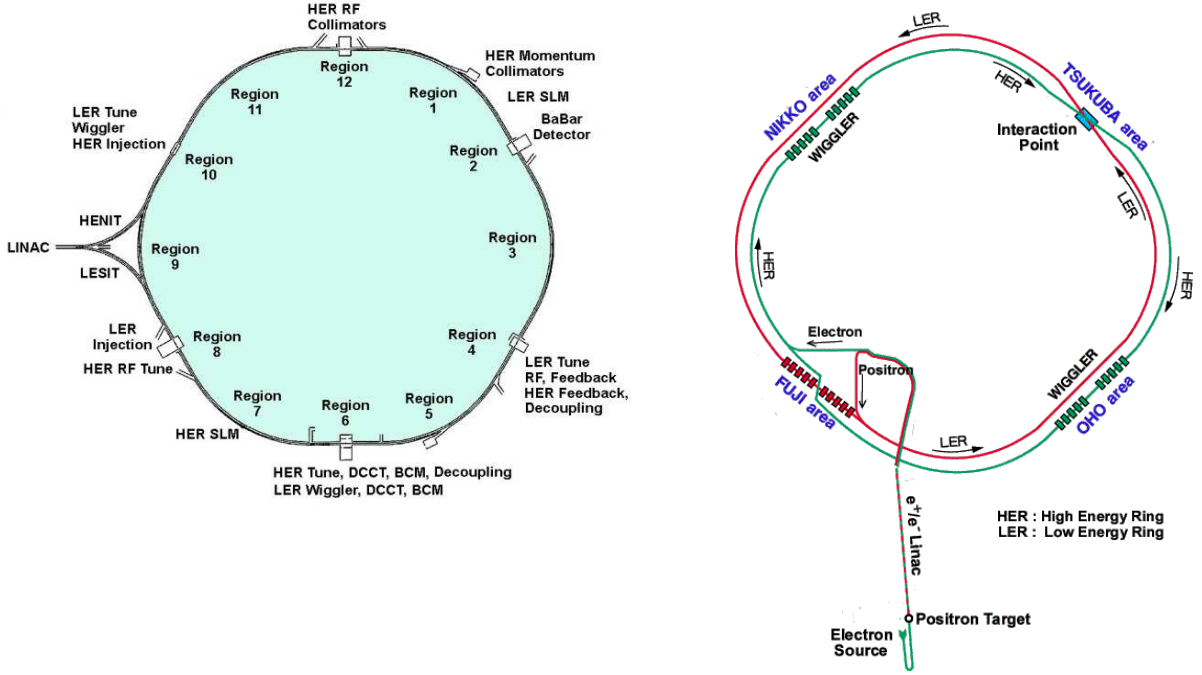 HER RF
Collimators
HER Momentum
Collimators
Region
12
Region
1
Region
11
LER SLM
LER Tune
Wiggler
HER Injection
BaBar
Detector
Region
2
Region
10
HENIT
LINAC
Region
9
Region
3
LESIT
LER
Injection
Region
8
Region
4
HER RF Tune
LER Tune
RF, Feedback
HER Feedback,
Decoupling
Region
7
Region
6
Region
5
HER SLM
HER Tune, DCCT, BCM, Decoupling
LER Wiggler, DCCT, BCM
LER
HER
NIKKO area
TSUKUBA area
WIGGLER
Interaction
Point
LER
HER
HER
Electron
Positron
WIGGLER
FUJI area
OHO area
LER
e+/e- Linac
HER : High Energy Ring
LER : Low Energy Ring
Positron Target
Electron
Source